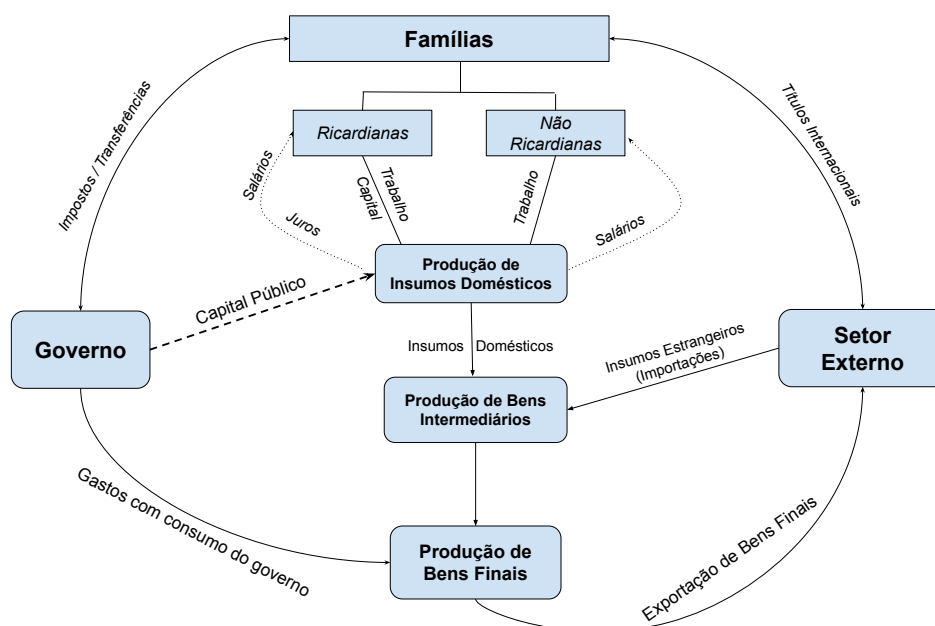 Famílias
Impostos / Transferências
Títulos Internacionais
Ricardianas
Não
Ricardianas
Salários
Juros
Trabalho
Capital
Trabalho
Salários
Produção de
Insumos Domésticos
Capital Público
Governo
Setor
Externo
Insumos Domésticos
Insumos Estrangeiros
(Importações)
Produção de Bens
Intermediários
Gastos com consumo do governo
Produção de
Bens Finais
Exportação de Bens Finais